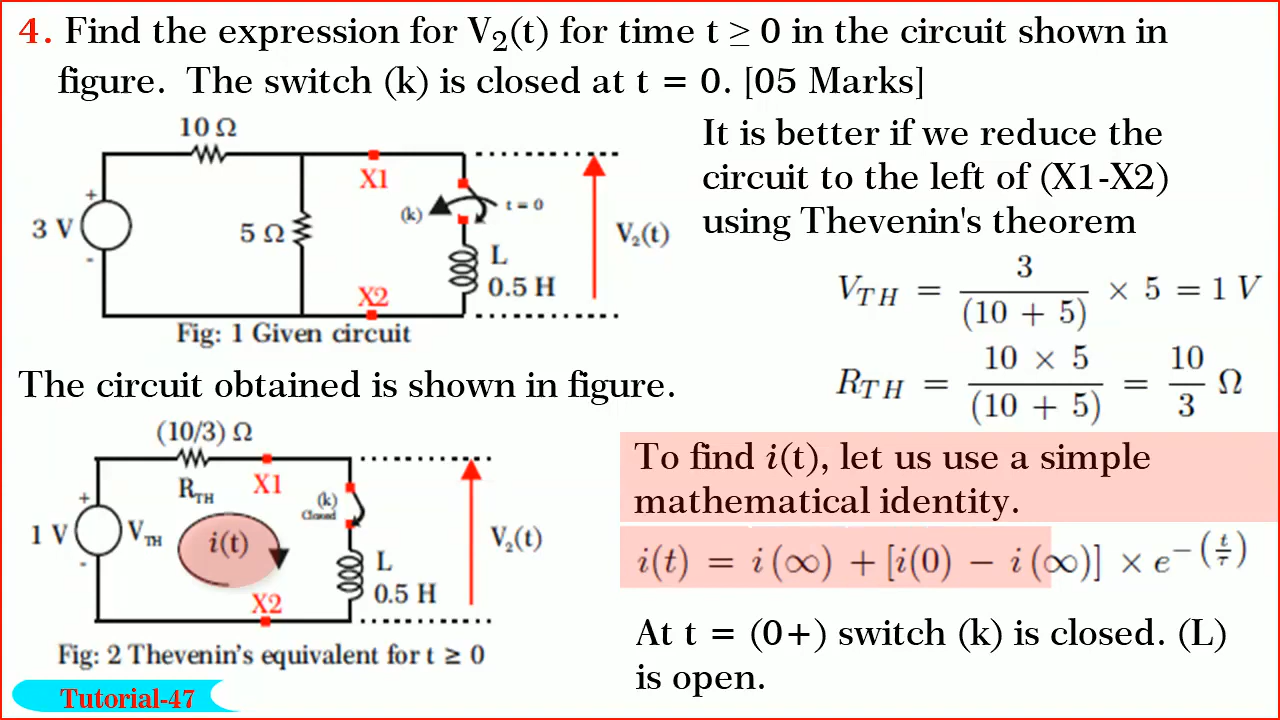 4. Find the expression for V₂(t) for time t ≥ 0 in the circuit shown in
figure. The switch (k) is closed at t = 0. [05 Marks]
10 Ω
X1
+
3 V
-
5 Ω
(k)
t = 0
L
0.5 H
V₂(t)
X2
Fig: 1 Given circuit
It is better if we reduce the
circuit to the left of (X1-X2)
using Thevenin's theorem
V_TH = 3/(10 + 5) × 5 = 1 V
R_TH = (10 × 5)/(10 + 5) = 10/3 Ω
The circuit obtained is shown in figure.
(10/3) Ω
R_TH
X1
+
1 V
V_TH
-
i(t)
(k)
Closed
L
0.5 H
V₂(t)
X2
Fig: 2 Thevenin's equivalent for t ≥ 0
To find i(t), let us use a simple
mathematical identity.
i(t) = i(∞) + [i(0) − i(∞)] × e^−(t/τ)
At t = (0+) switch (k) is closed. (L)
is open.
Tutorial-47